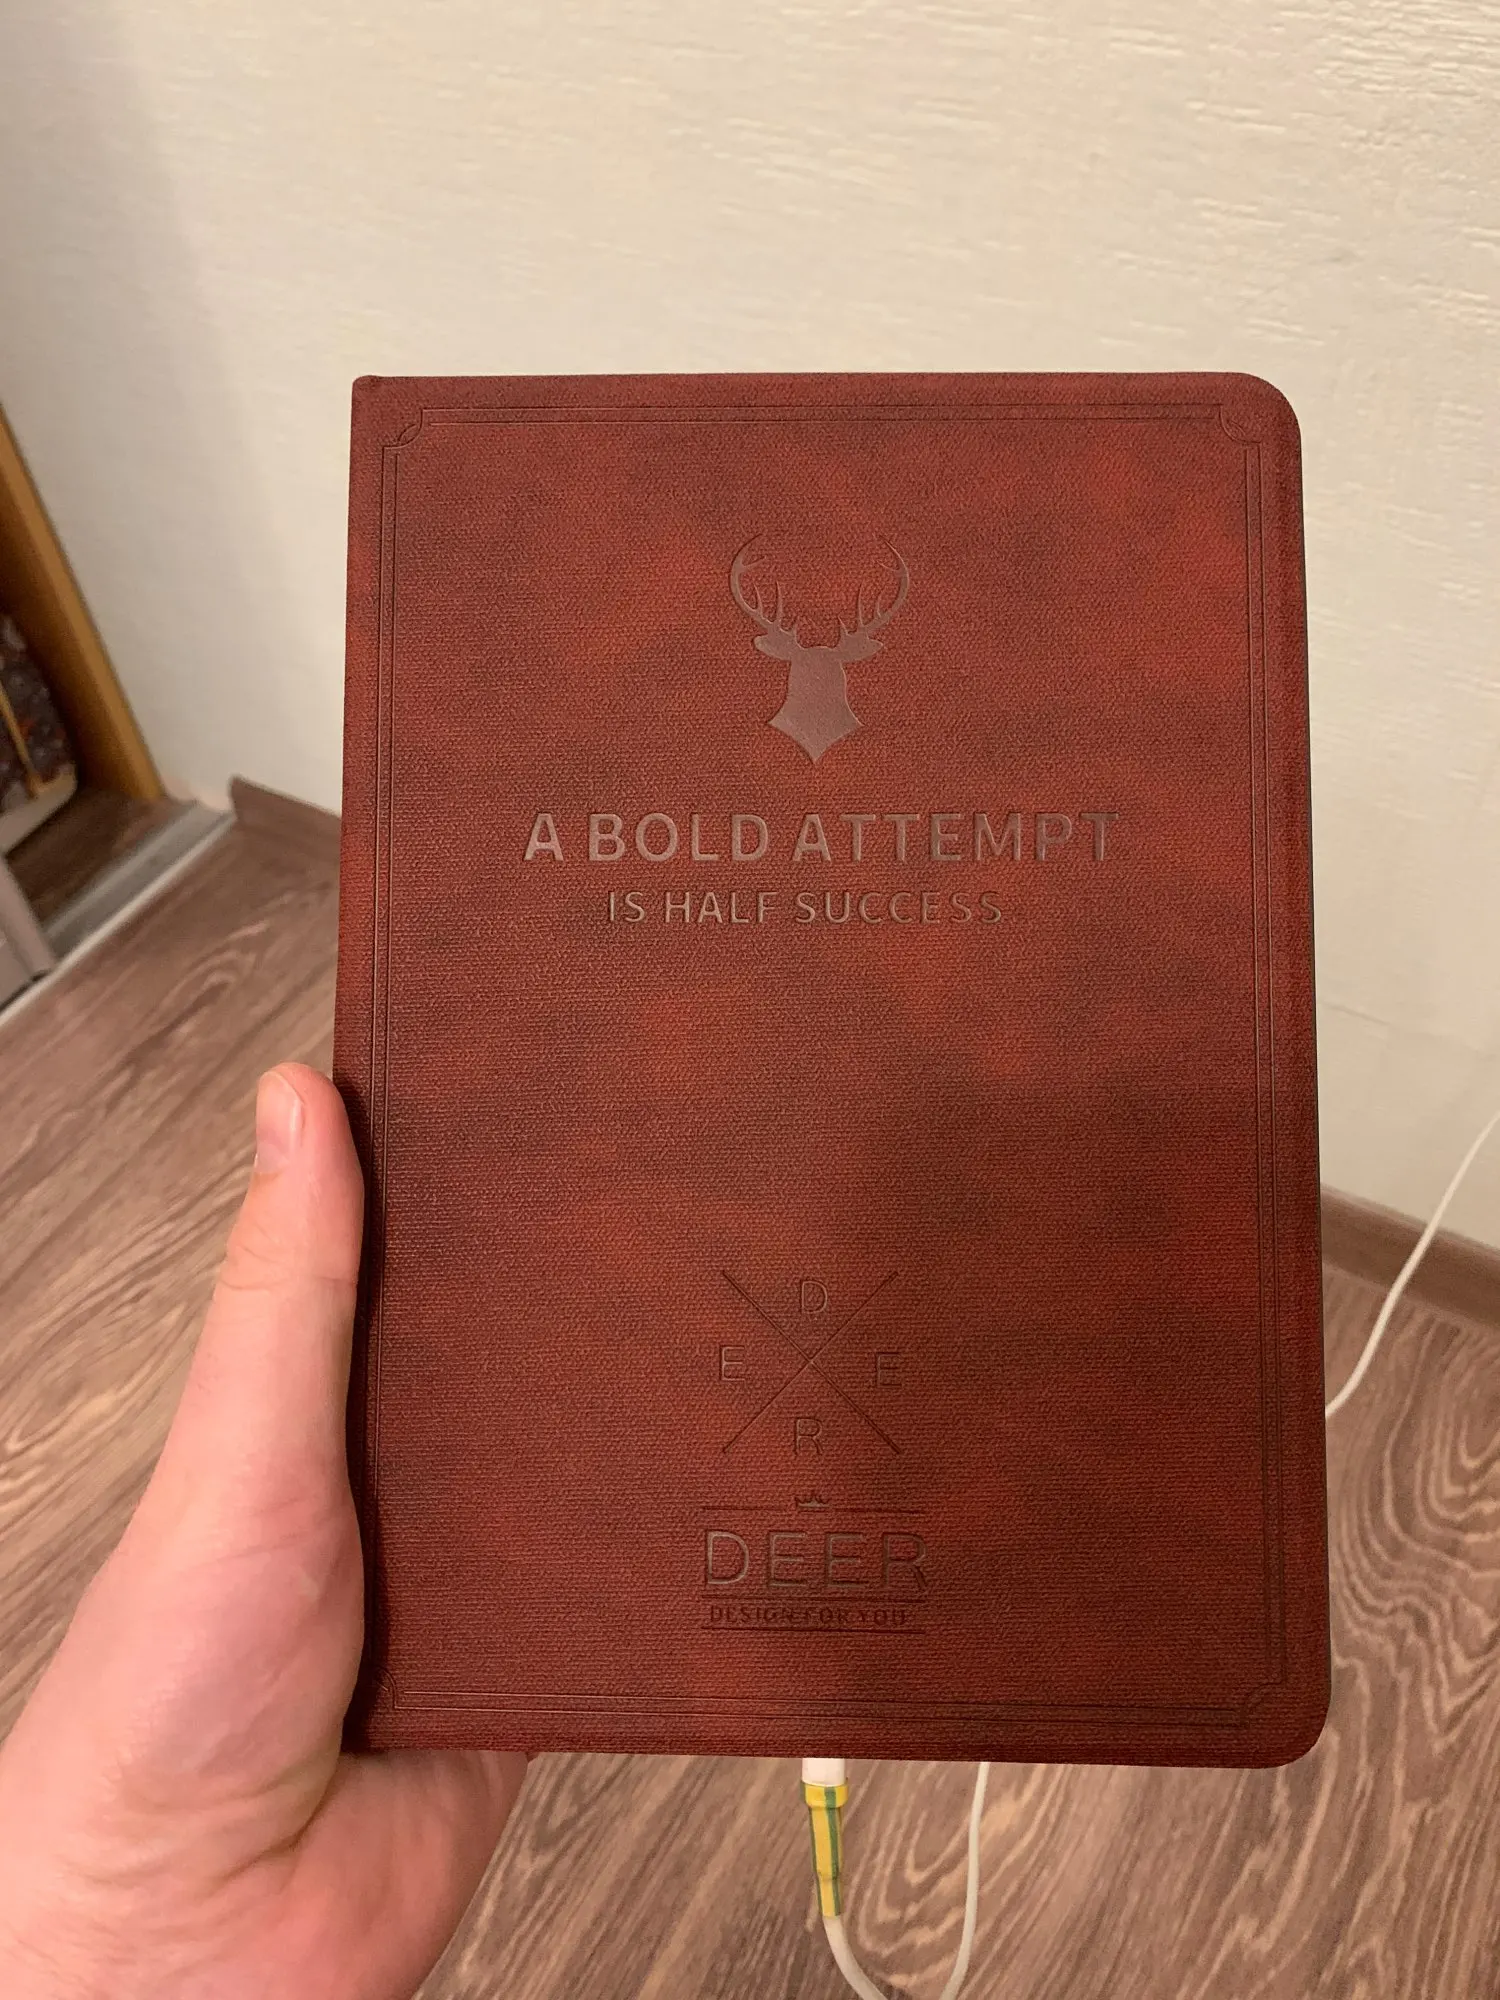 A BOLD ATTEMPT
IS HALF SUCCESS
D
E E
R
DEER
DESIGN FOR YOU